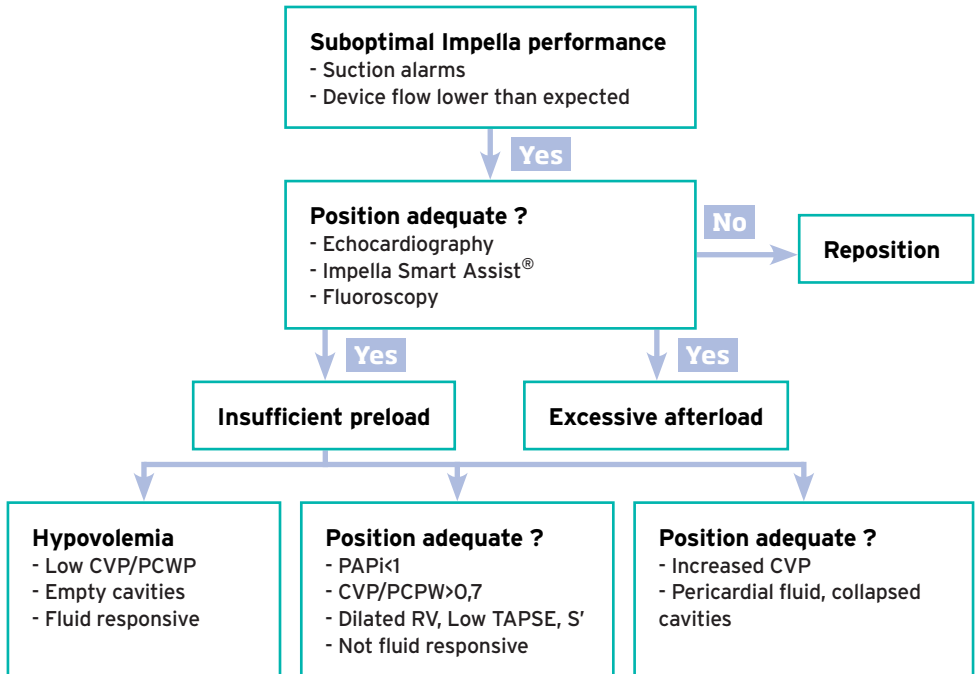 Suboptimal Impella performance
- Suction alarms
- Device flow lower than expected
Yes
Position adequate ?
- Echocardiography
- Impella Smart Assist®
- Fluoroscopy
No
Reposition
Yes
Yes
Insufficient preload
Excessive afterload
Hypovolemia
- Low CVP/PCWP
- Empty cavities
- Fluid responsive
Position adequate ?
- PAPi<1
- CVP/PCPW>0,7
- Dilated RV, Low TAPSE, S’
- Not fluid responsive
Position adequate ?
- Increased CVP
- Pericardial fluid, collapsed
cavities